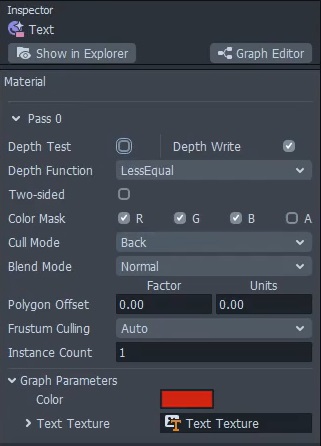 Inspector
Text
Show in Explorer Graph Editor
Material
Pass 0
Depth Test Depth Write
Depth Function LessEqual
Two-sided
Color Mask R G B A
Cull Mode Back
Blend Mode Normal
Factor Units
Polygon Offset 0.00 0.00
Frustum Culling Auto
Instance Count 1
Graph Parameters
Color
Text Texture Text Texture